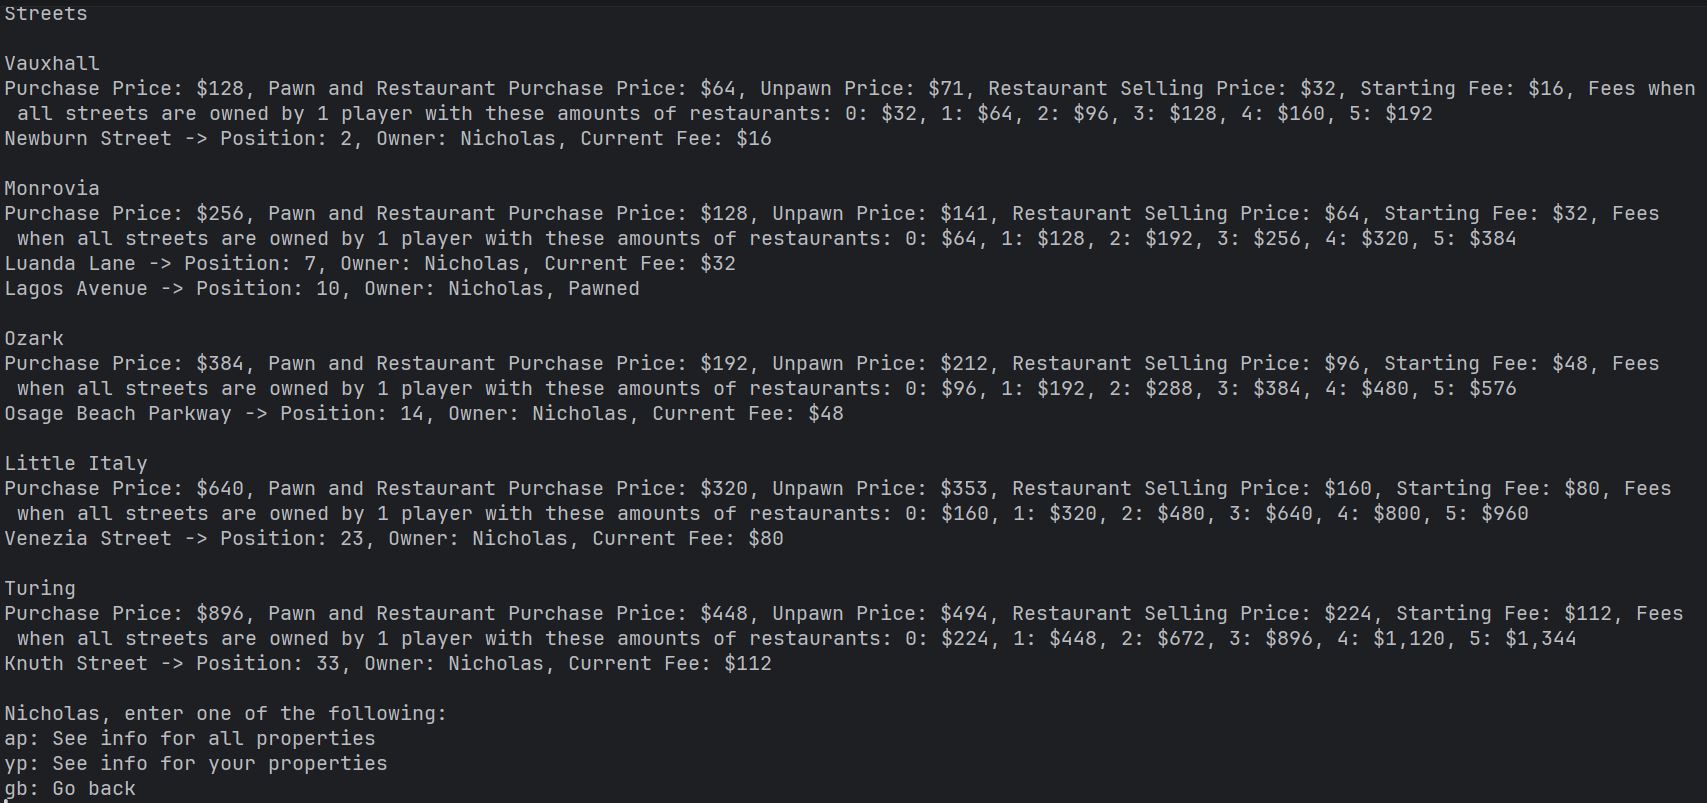 Streets
Vauxhall
Purchase Price: $128, Pawn and Restaurant Purchase Price: $64, Unpawn Price: $71, Restaurant Selling Price: $32, Starting Fee: $16, Fees when
all streets are owned by 1 player with these amounts of restaurants: 0: $32, 1: $64, 2: $96, 3: $128, 4: $160, 5: $192
Newburn Street -> Position: 2, Owner: Nicholas, Current Fee: $16
Monrovia
Purchase Price: $256, Pawn and Restaurant Purchase Price: $128, Unpawn Price: $141, Restaurant Selling Price: $64, Starting Fee: $32, Fees
when all streets are owned by 1 player with these amounts of restaurants: 0: $64, 1: $128, 2: $192, 3: $256, 4: $320, 5: $384
Luanda Lane -> Position: 7, Owner: Nicholas, Current Fee: $32
Lagos Avenue -> Position: 10, Owner: Nicholas, Pawned
Ozark
Purchase Price: $384, Pawn and Restaurant Purchase Price: $192, Unpawn Price: $212, Restaurant Selling Price: $96, Starting Fee: $48, Fees
when all streets are owned by 1 player with these amounts of restaurants: 0: $96, 1: $192, 2: $288, 3: $384, 4: $480, 5: $576
Osage Beach Parkway -> Position: 14, Owner: Nicholas, Current Fee: $48
Little Italy
Purchase Price: $640, Pawn and Restaurant Purchase Price: $320, Unpawn Price: $353, Restaurant Selling Price: $160, Starting Fee: $80, Fees
when all streets are owned by 1 player with these amounts of restaurants: 0: $160, 1: $320, 2: $480, 3: $640, 4: $800, 5: $960
Venezia Street -> Position: 23, Owner: Nicholas, Current Fee: $80
Turing
Purchase Price: $896, Pawn and Restaurant Purchase Price: $448, Unpawn Price: $494, Restaurant Selling Price: $224, Starting Fee: $112, Fees
when all streets are owned by 1 player with these amounts of restaurants: 0: $224, 1: $448, 2: $672, 3: $896, 4: $1,120, 5: $1,344
Knuth Street -> Position: 33, Owner: Nicholas, Current Fee: $112
Nicholas, enter one of the following:
ap: See info for all properties
yp: See info for your properties
gb: Go back